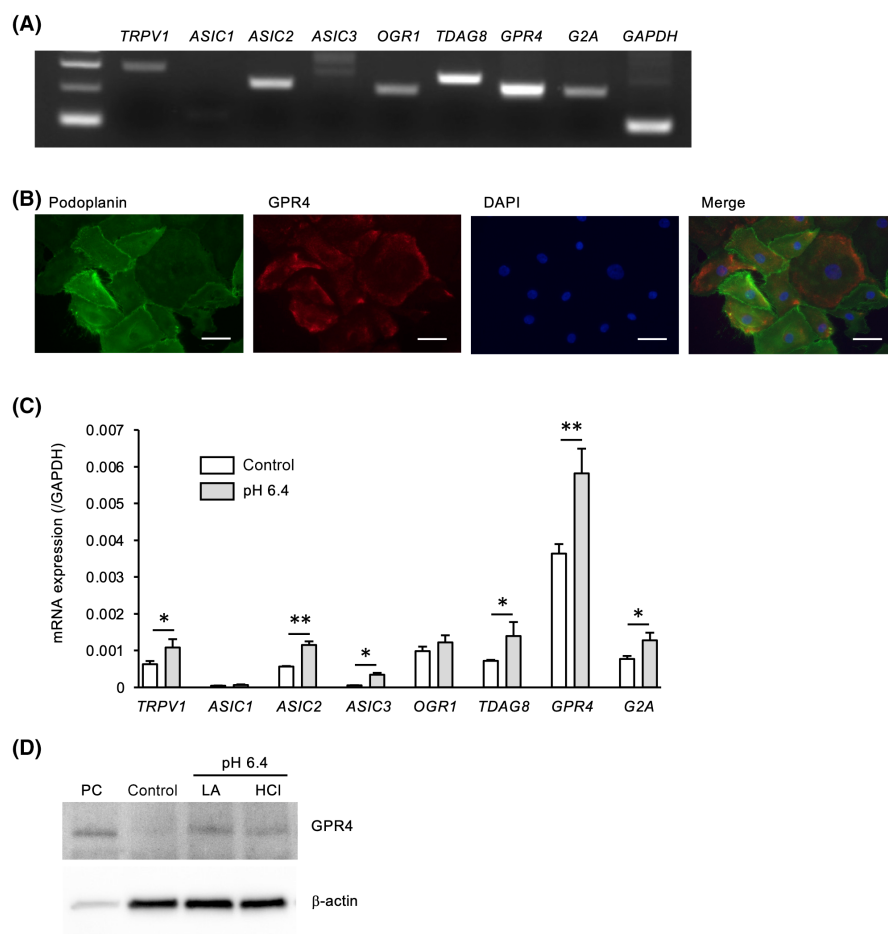 (A)
TRPV1 ASIC1 ASIC2 ASIC3 OGR1 TDAG8 GPR4 G2A GAPDH
(B)
Podoplanin GPR4 DAPI Merge
(C)
0.007
0.006
0.005
0.004
0.003
0.002
0.001
0
mRNA expression (/GAPDH)
Control
pH 6.4
* ** * * ** *
TRPV1 ASIC1 ASIC2 ASIC3 OGR1 TDAG8 GPR4 G2A
(D)
pH 6.4
PC Control LA HCl
GPR4
β-actin